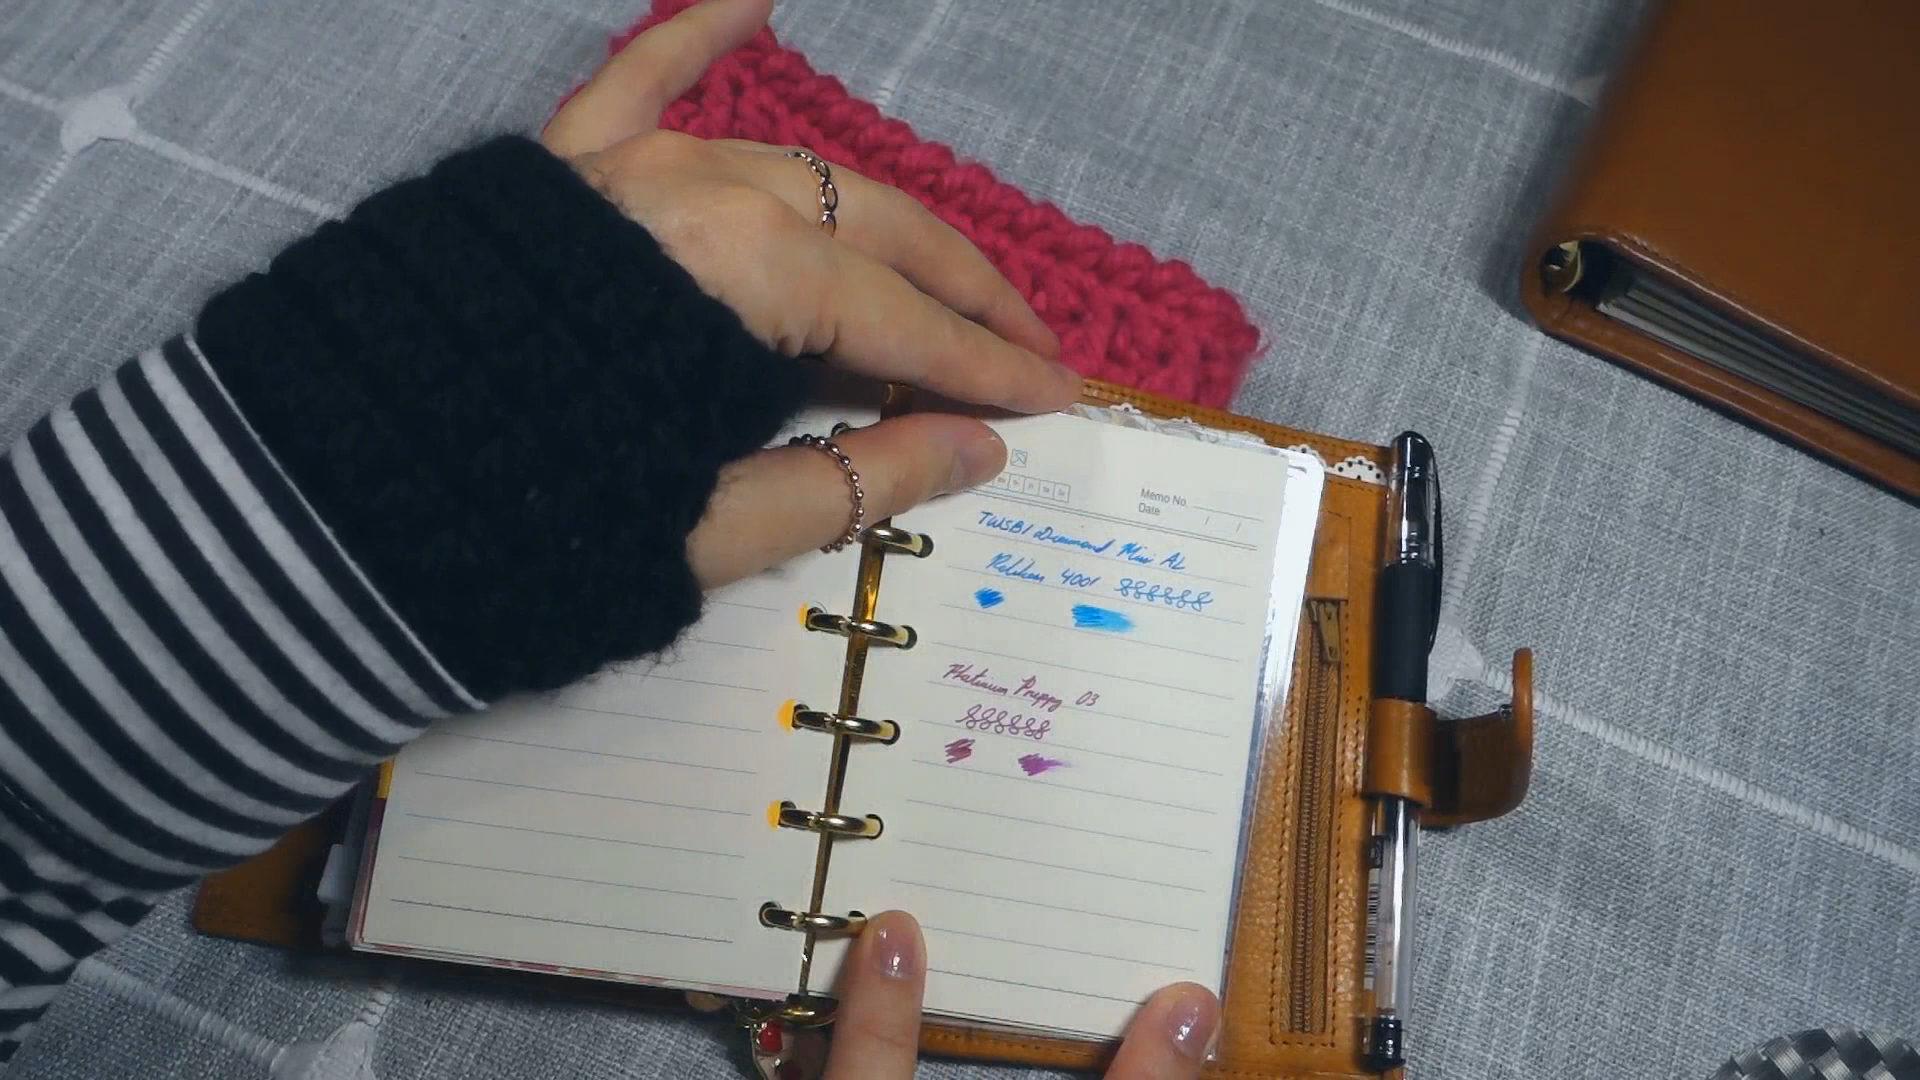 Memo No.
Date / /
TWSBI Diamond Mini AL
Pelikan 4001
Platinum Preppy 03